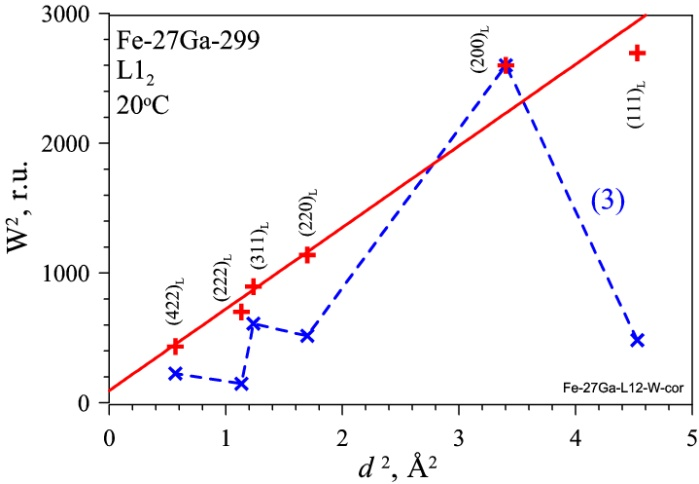 3000
2000
1000
0
W², r.u.
Fe-27Ga-299
L1₂
20°C
(422)L
(222)L
(311)L
(220)L
(200)L
(111)L
(3)
Fe-27Ga-L12-W-cor
0 1 2 3 4 5
d ², Å²